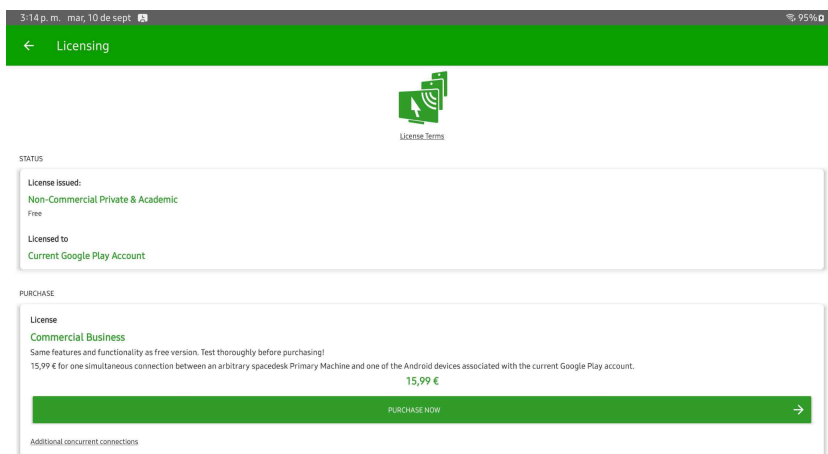 3:14 p. m. mar, 10 de sept
95%
Licensing
License Terms
STATUS
License issued:
Non-Commercial Private & Academic
Free
Licensed to
Current Google Play Account
PURCHASE
License
Commercial Business
Same features and functionality as free version. Test thoroughly before purchasing!
15,99 € for one simultaneous connection between an arbitrary spacedesk Primary Machine and one of the Android devices associated with the current Google Play account.
15,99 €
PURCHASE NOW
Additional concurrent connections